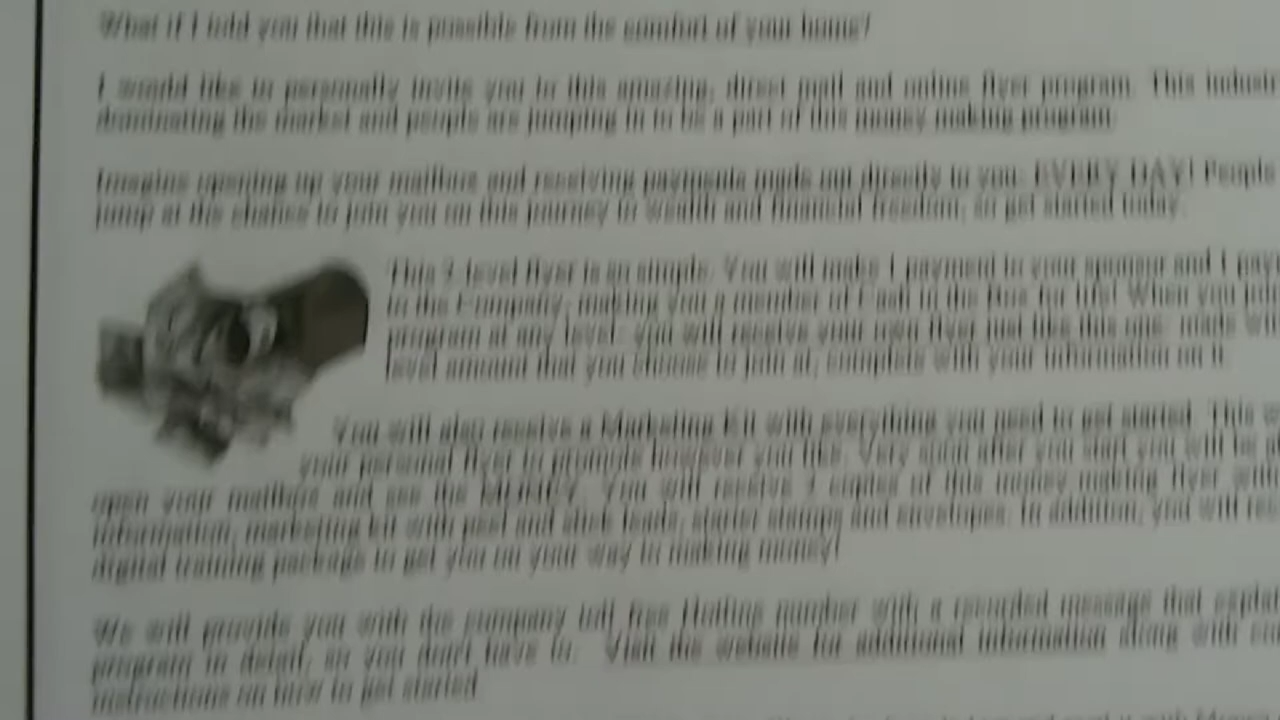 What if I told you that this is possible from the comfort of your home?
I would like to personally invite you to this amazing, direct mail and online flyer program. This
dominating the market and people are jumping in to be a part of this money making program.
Imagine opening up your mailbox and receiving payments made out directly to you, EVERY DAY! People
jump at the chance to join you on this journey to wealth and financial freedom, so get started today.
This level flyer is so simple. You will make 1 payment to your sponsor and 1
to the Company, making you a member of Cash in the Box for life! When you
program at any level, you will receive your own flyer just like this one, made
level amount that you choose to join at, complete with your information on it.
You will also receive a Marketing Kit with everything you need to get started. This
your personal flyer to promote however you like. Very soon after you start you will be
open your mailbox and see the MONEY. You will receive copies of this money making flyer with
information, marketing kit with peel and stick leads, starter stamps and envelopes. In addition, you will
digital training package to get you on your way to making money!
We will provide you with the company toll free Hotline number with a recorded message that
program in detail, so you don't have to. Visit the website for additional information along with
instructions on how to get started.